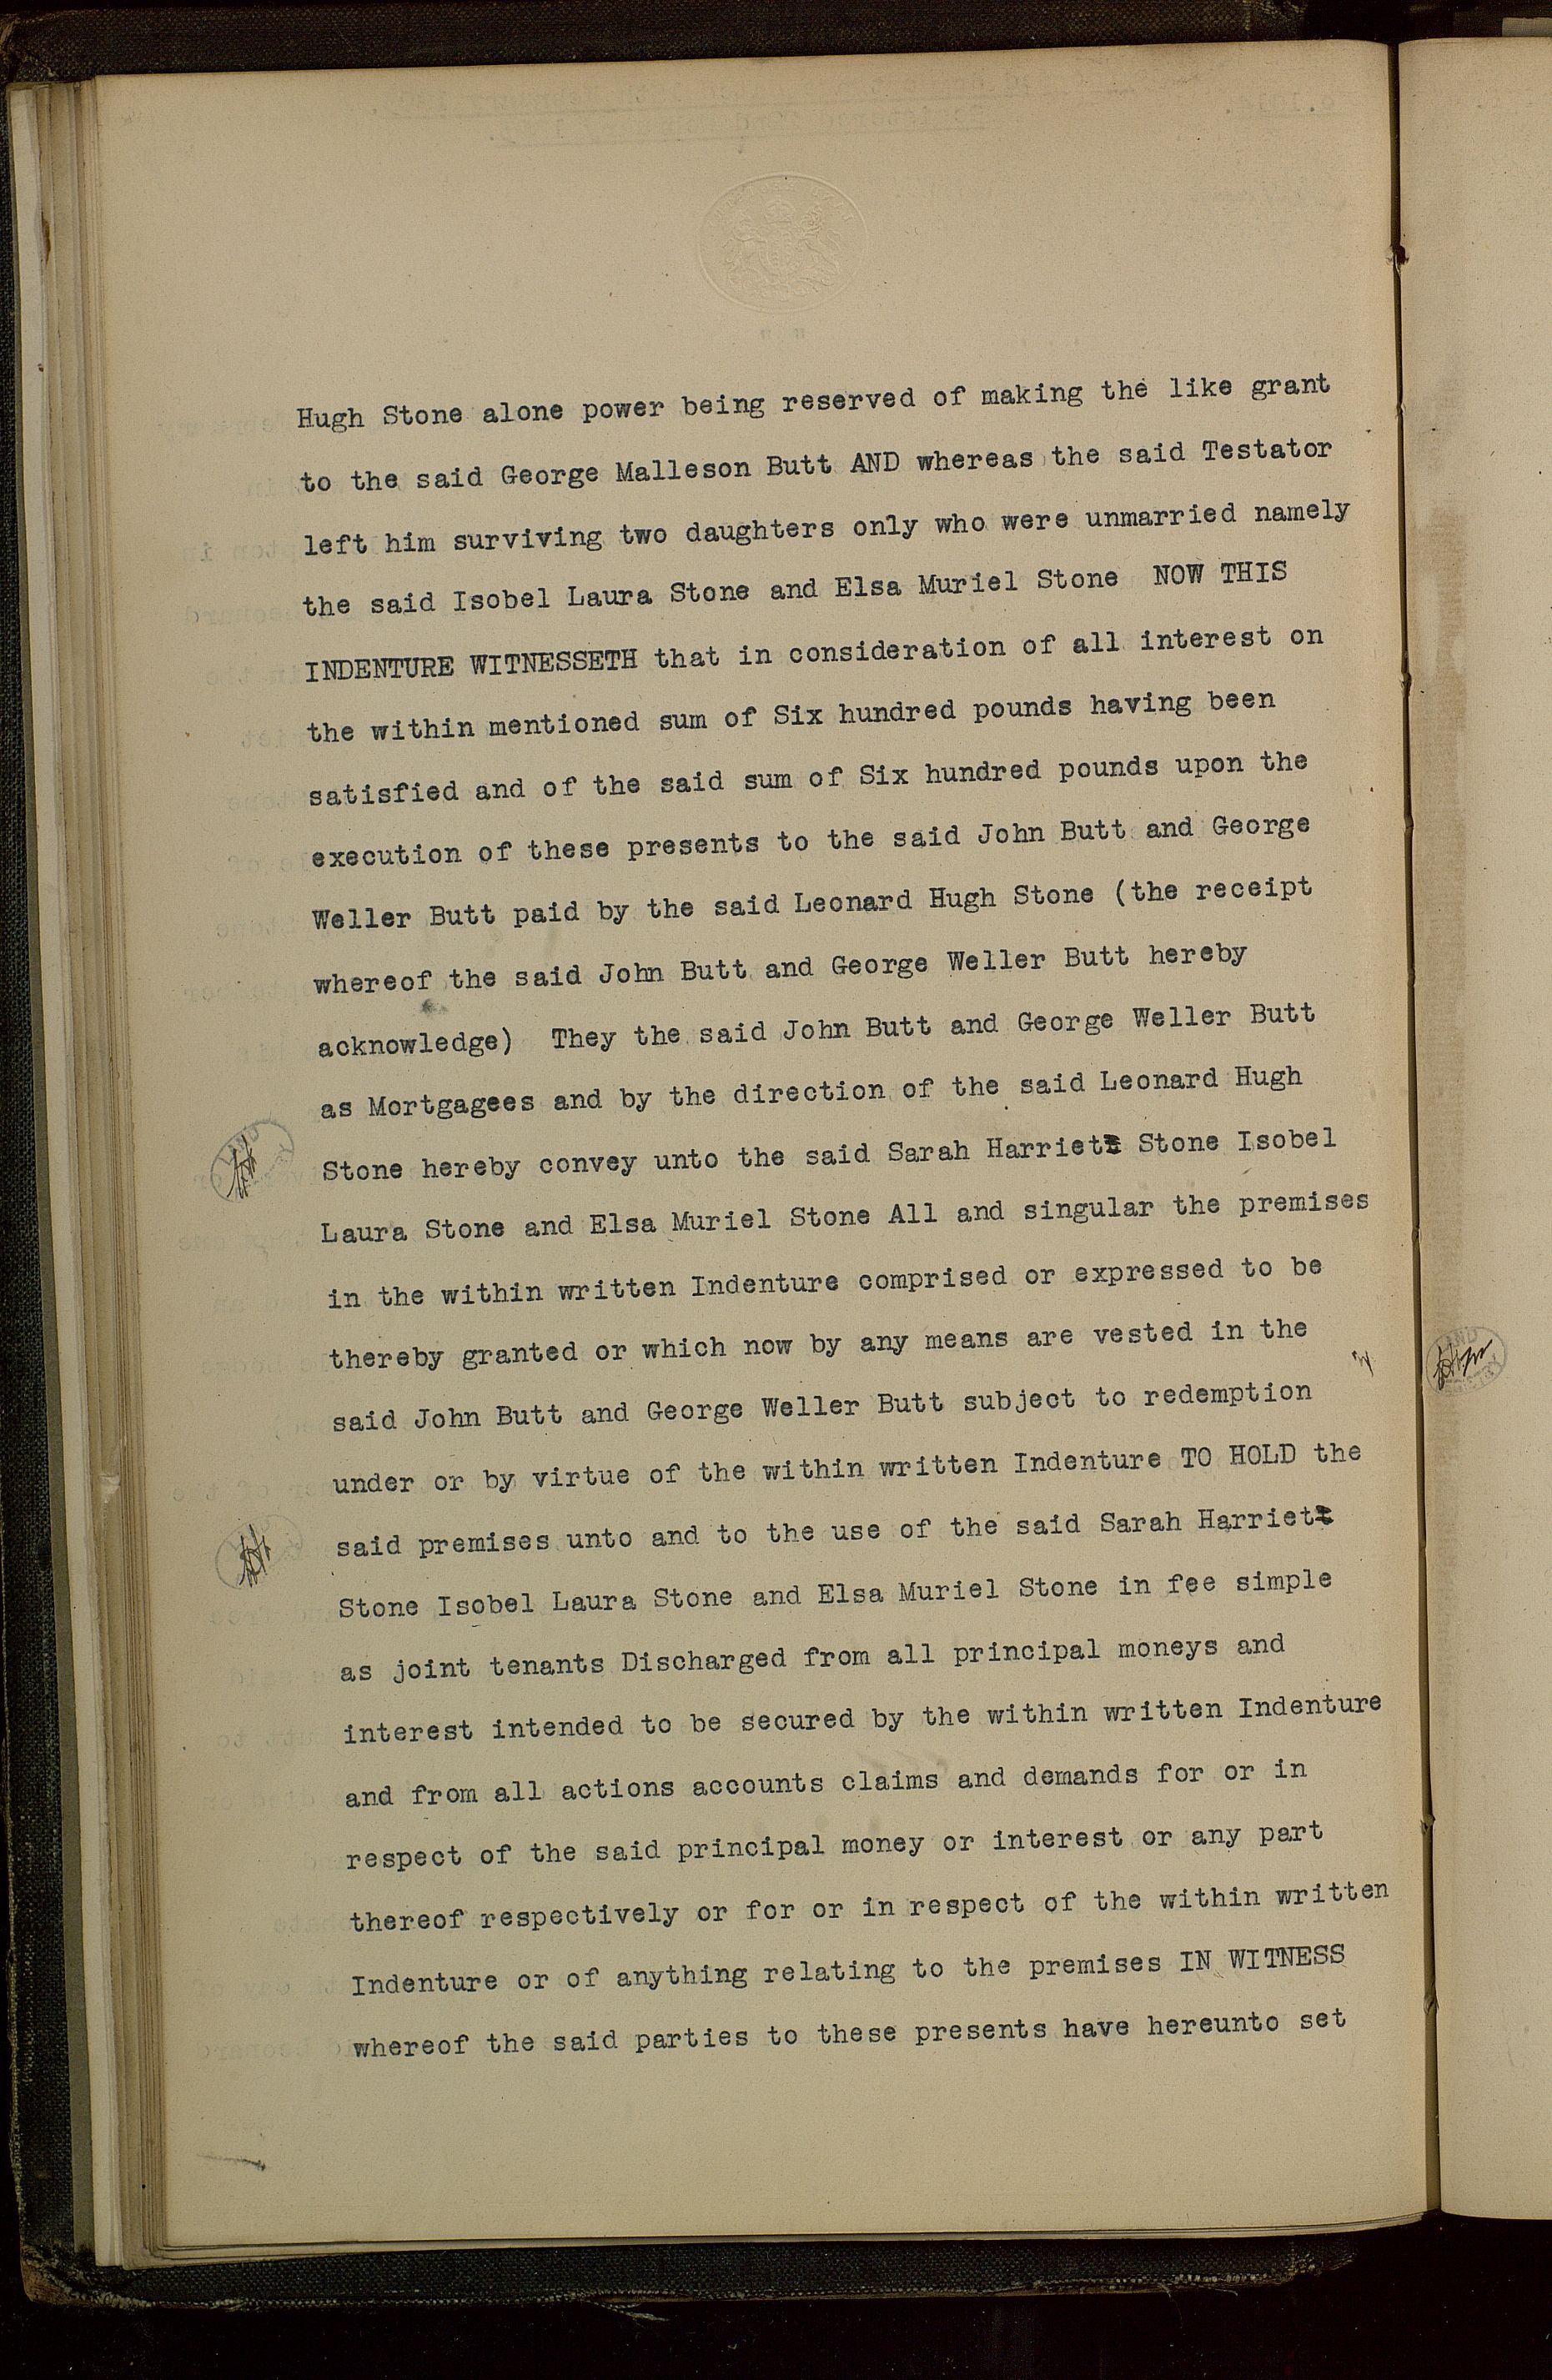 Hugh Stone alone power being reserved of making the like grant
to the said George Malleson Butt AND whereas the said Testator
left him surviving two daughters only who were unmarried namely
the said Isobel Laura Stone and Elsa Muriel Stone NOW THIS
INDENTURE WITNESSETH that in consideration of all interest on
the within mentioned sum of Six hundred pounds having been
satisfied and of the said sum of Six hundred pounds upon the
execution of these presents to the said John Butt and George
Weller Butt paid by the said Leonard Hugh Stone (the receipt
whereof the said John Butt and George Weller Butt hereby
acknowledge) They the said John Butt and George Weller Butt
as Mortgagees and by the direction of the said Leonard Hugh
Stone hereby convey unto the said Sarah Harriet Stone Isobel
Laura Stone and Elsa Muriel Stone All and singular the premises
in the within written Indenture comprised or expressed to be
thereby granted or which now by any means are vested in the
said John Butt and George Weller Butt subject to redemption
under or by virtue of the within written Indenture TO HOLD the
said premises unto and to the use of the said Sarah Harriet
Stone Isobel Laura Stone and Elsa Muriel Stone in fee simple
as joint tenants Discharged from all principal moneys and
interest intended to be secured by the within written Indenture
and from all actions accounts claims and demands for or in
respect of the said principal money or interest or any part
thereof respectively or for or in respect of the within written
Indenture or of anything relating to the premises IN WITNESS
whereof the said parties to these presents have hereunto set